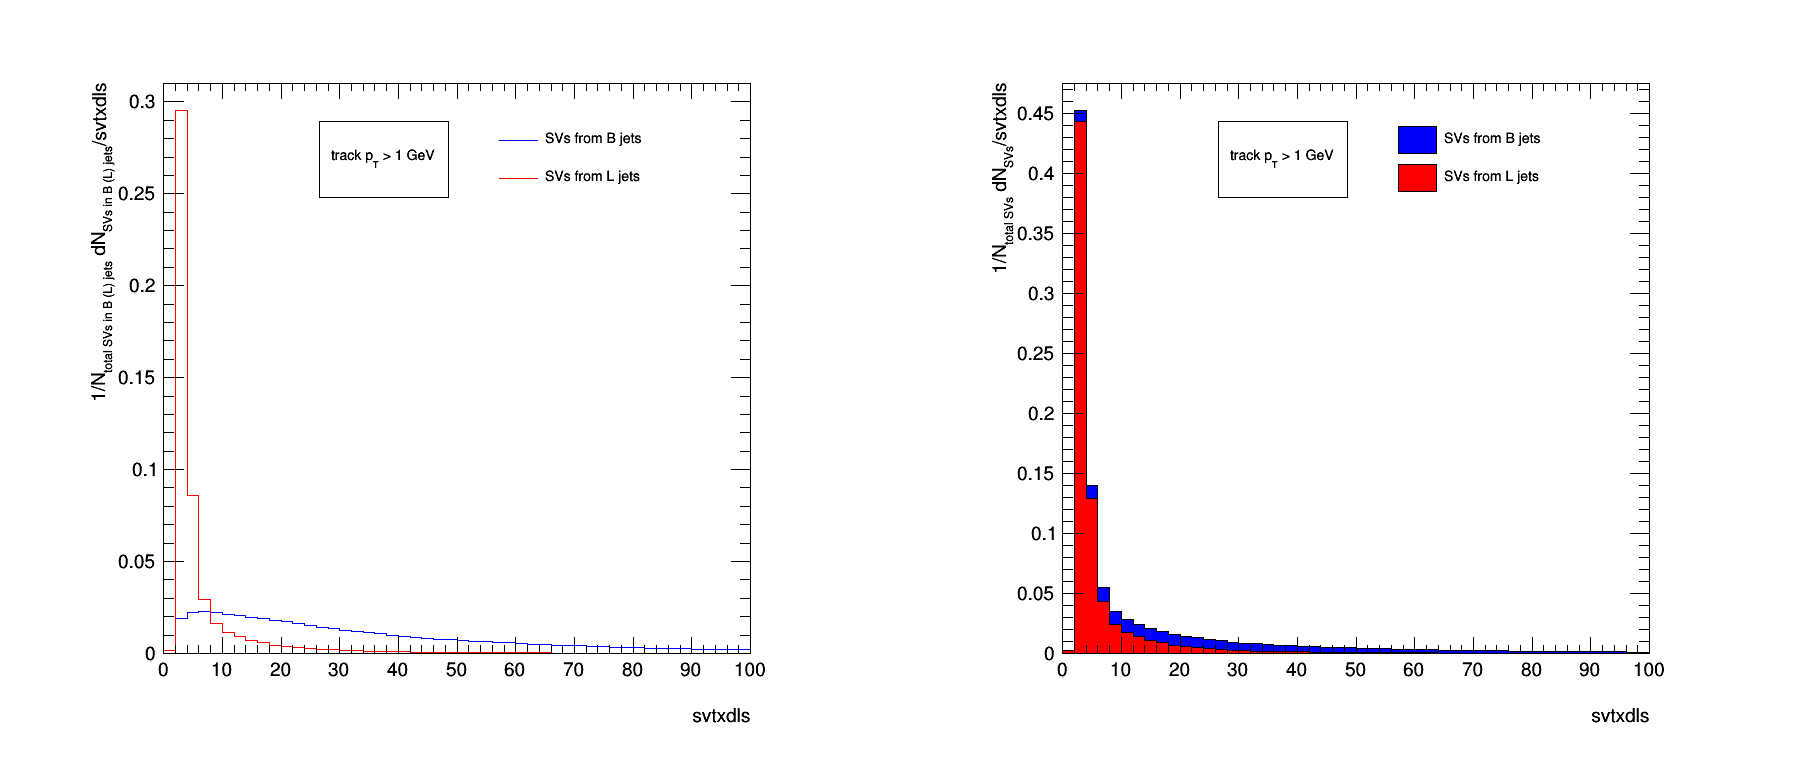 1/N_total SVs in B (L) jets dN_SVs in B (L) jets/svtxdls
0.3
0.25
0.2
0.15
0.1
0.05
0
track p_T > 1 GeV
SVs from B jets
SVs from L jets
0 10 20 30 40 50 60 70 80 90 100
svtxdls
1/N_total SVs dN_SVs/svtxdls
0.45
0.4
0.35
0.3
0.25
0.2
0.15
0.1
0.05
0
track p_T > 1 GeV
SVs from B jets
SVs from L jets
0 10 20 30 40 50 60 70 80 90 100
svtxdls